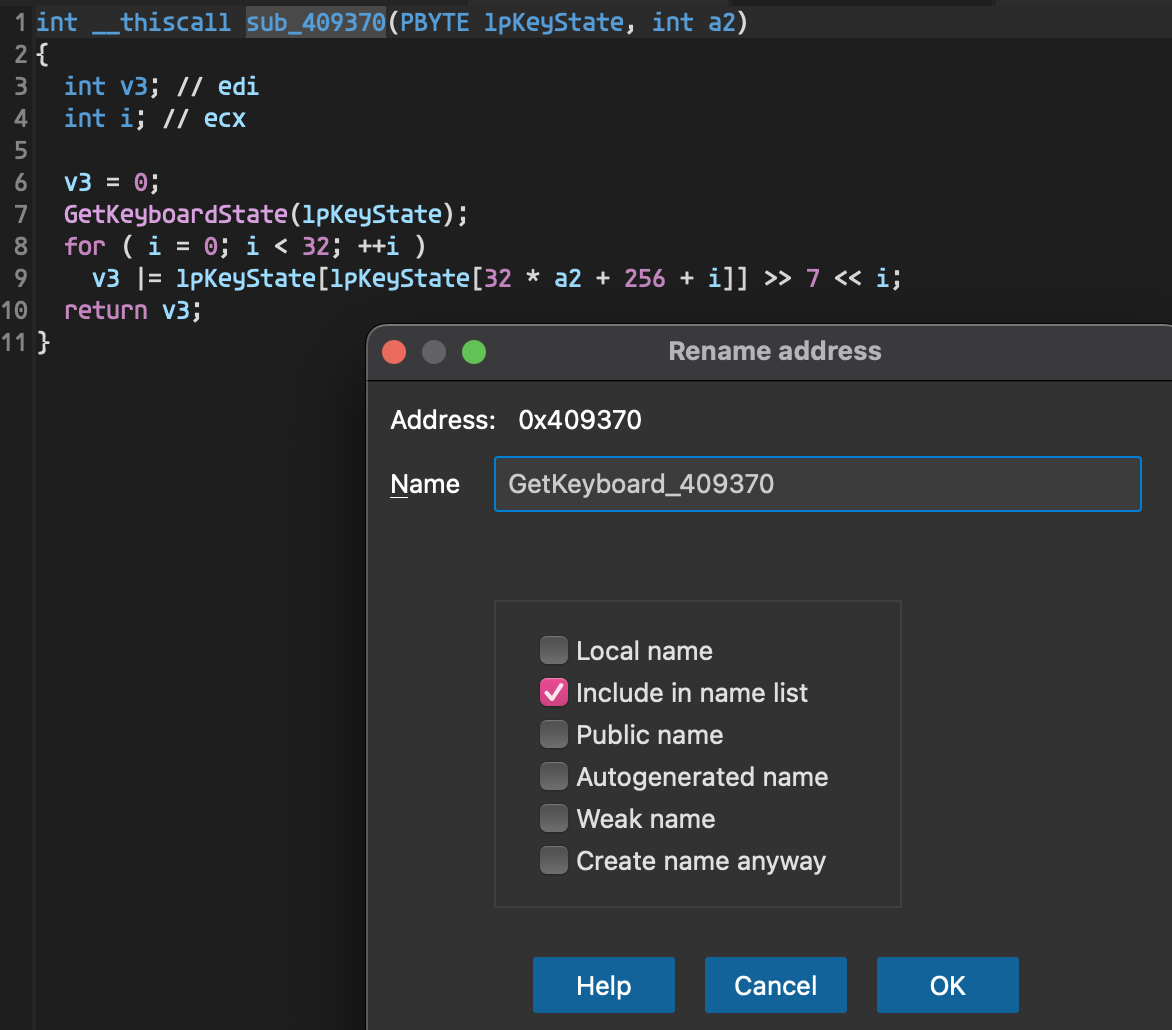 1 int __thiscall sub_409370(PBYTE lpKeyState, int a2)
2 {
3   int v3; // edi
4   int i; // ecx
5
6   v3 = 0;
7   GetKeyboardState(lpKeyState);
8   for ( i = 0; i < 32; ++i )
9     v3 |= lpKeyState[lpKeyState[32 * a2 + 256 + i]] >> 7 << i;
10   return v3;
11 }
Rename address
Address: 0x409370
Name GetKeyboard_409370
Local name
Include in name list
Public name
Autogenerated name
Weak name
Create name anyway
Help Cancel OK